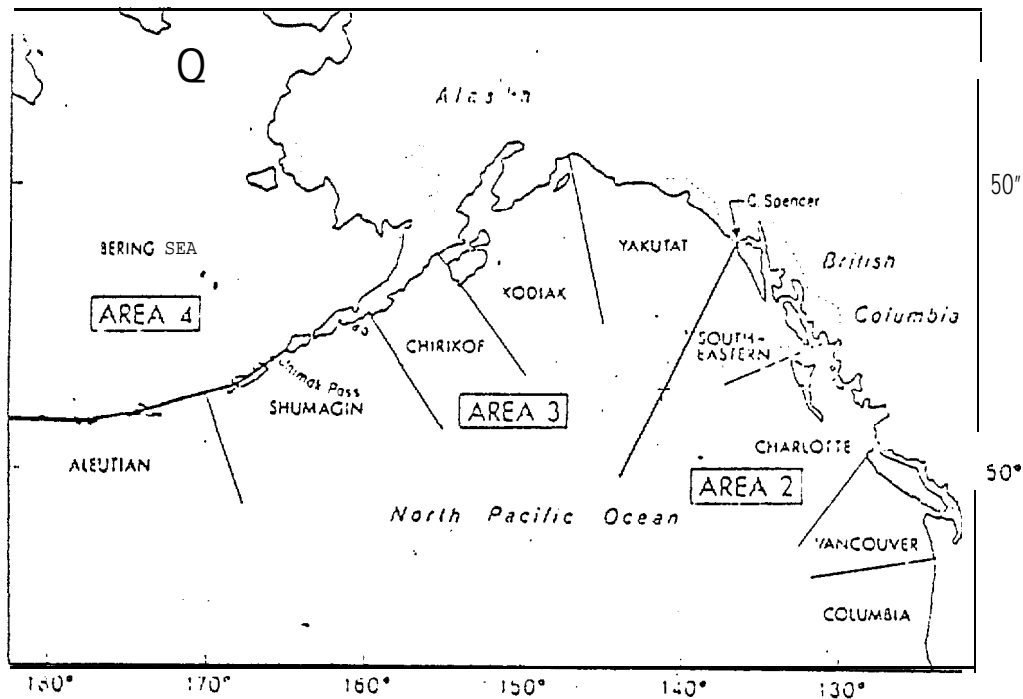 Q
Alaska
50"
C. Spencer
YAKUTAT
BERING SEA
British
KODIAK
AREA 4
Columbia
SOUTH-
EASTERN
CHIRIKOF
Unimak Pass
SHUMAGIN
AREA 3
CHARLOTTE
ALEUTIAN
50°
AREA 2
North Pacific Ocean
VANCOUVER
COLUMBIA
180° 170° 160° 150° 140° 130°